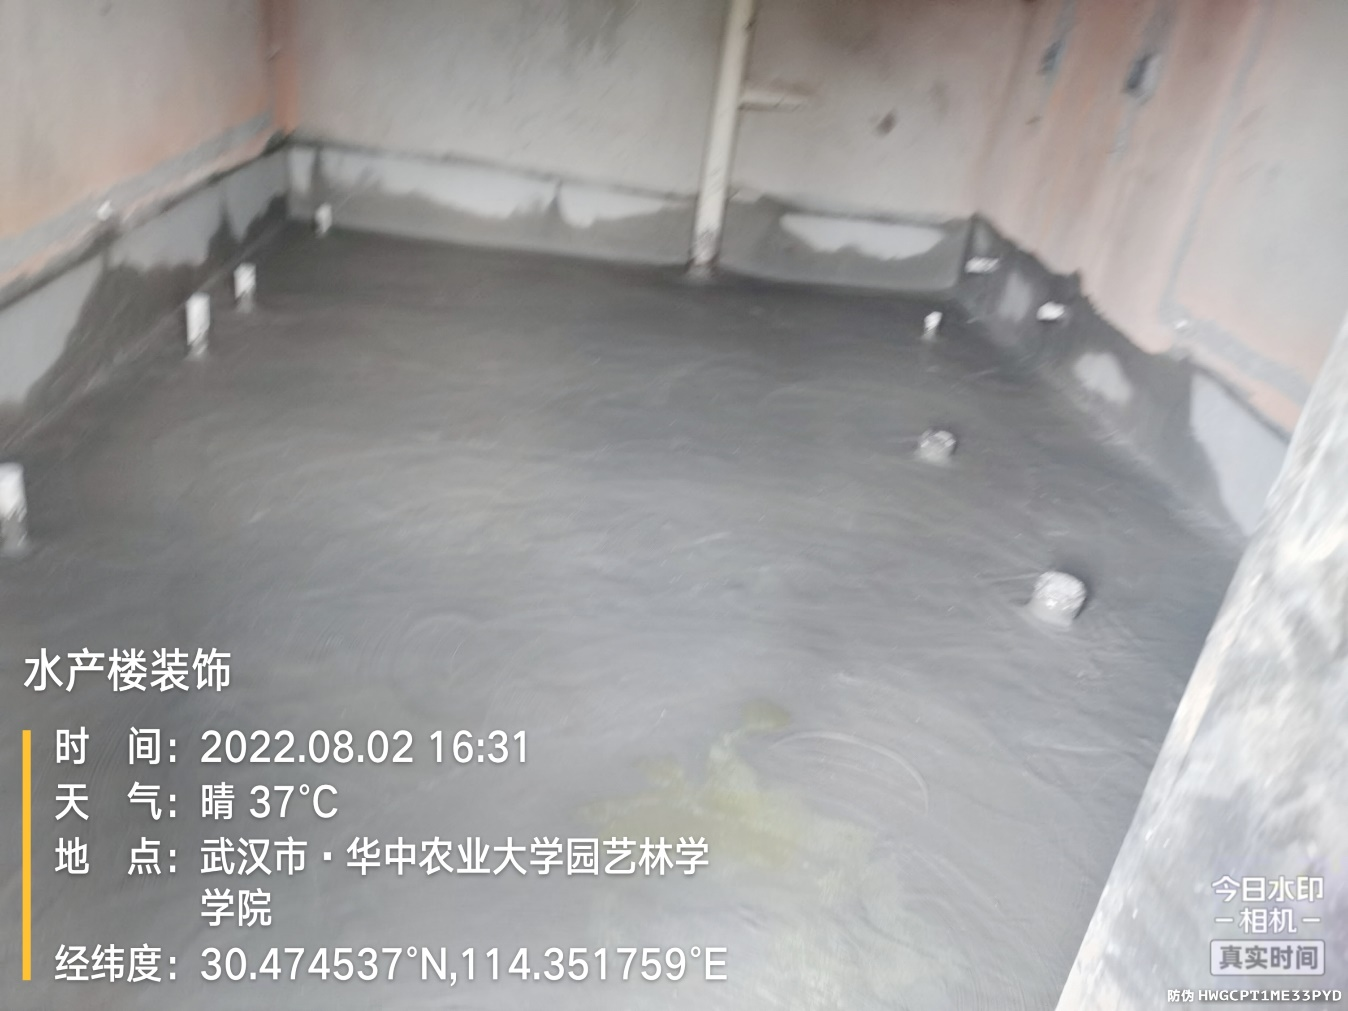 水产楼装饰
时 间：2022.08.02 16:31
天 气：晴 37°C
地 点：武汉市·华中农业大学园艺林学
学院
经纬度：30.474537°N,114.351759°E
今日水印
相机
真实时间
防伪 HWGCPT1ME33PYD